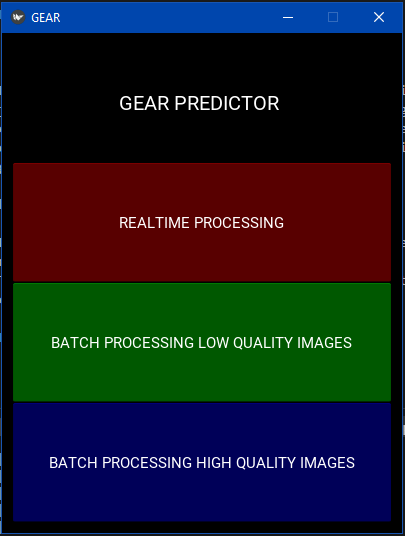 GEAR
GEAR PREDICTOR
REALTIME PROCESSING
BATCH PROCESSING LOW QUALITY IMAGES
BATCH PROCESSING HIGH QUALITY IMAGES